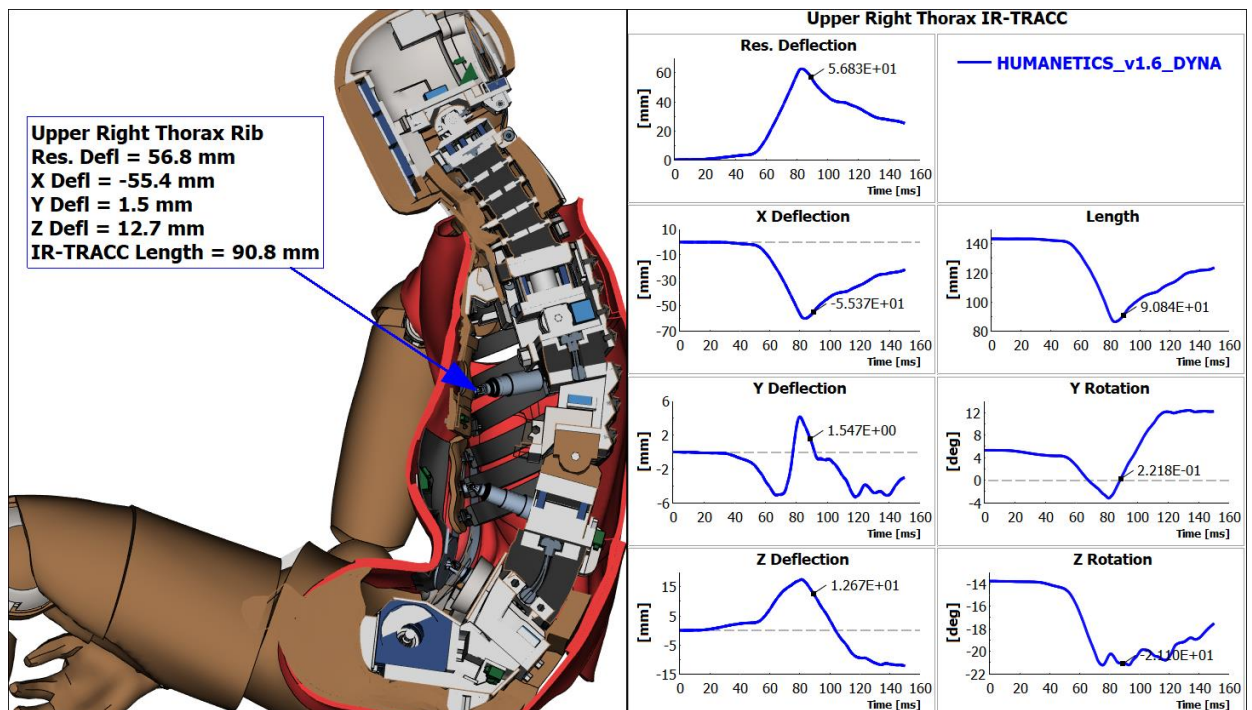 Upper Right Thorax Rib
Res. Defl = 56.8 mm
X Defl = -55.4 mm
Y Defl = 1.5 mm
Z Defl = 12.7 mm
IR-TRACC Length = 90.8 mm
Upper Right Thorax IR-TRACC
Res. Deflection
[mm]
60
40
20
0
5.683E+01
0 20 40 60 80 100 120 140 160
Time [ms]
HUMANETICS_v1.6_DYNA
X Deflection
[mm]
10
-10
-30
-50
-70
-5.537E+01
0 20 40 60 80 100 120 140 160
Time [ms]
Length
[mm]
140
120
100
80
9.084E+01
0 20 40 60 80 100 120 140 160
Time [ms]
Y Deflection
[mm]
6
2
-2
-6
1.547E+00
0 20 40 60 80 100 120 140 160
Time [ms]
Y Rotation
[deg]
12
8
4
0
-4
2.218E-01
0 20 40 60 80 100 120 140 160
Time [ms]
Z Deflection
[mm]
15
5
-5
-15
1.267E+01
0 20 40 60 80 100 120 140 160
Time [ms]
Z Rotation
[deg]
-14
-16
-18
-20
-22
-2.110E+01
0 20 40 60 80 100 120 140 160
Time [ms]